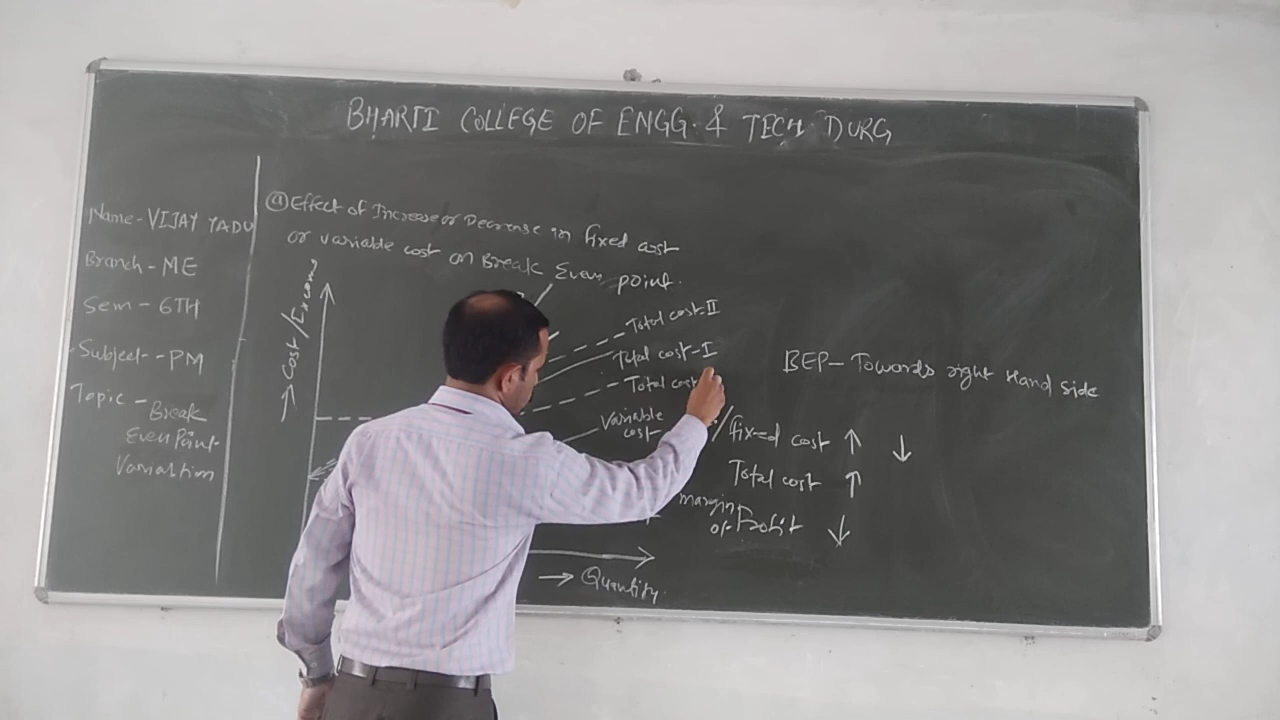 BHARTI COLLEGE OF ENGG. & TECH. DURG
Name - VIJAY YADU
Branch - ME
Sem - 6TH
Subject - PM
Topic - Break
Even Point
Variation
④ Effect of Increase or Decrease in fixed cost
or variable cost on Break Even point.
→ Cost/Income
Total cost-II
Total cost-I
Total cost
Variable
cost
→ Quantity
BEP - Towards right Hand side
/fixed cost ↑ ↓
Total cost ↑
margin
of Profit ↓